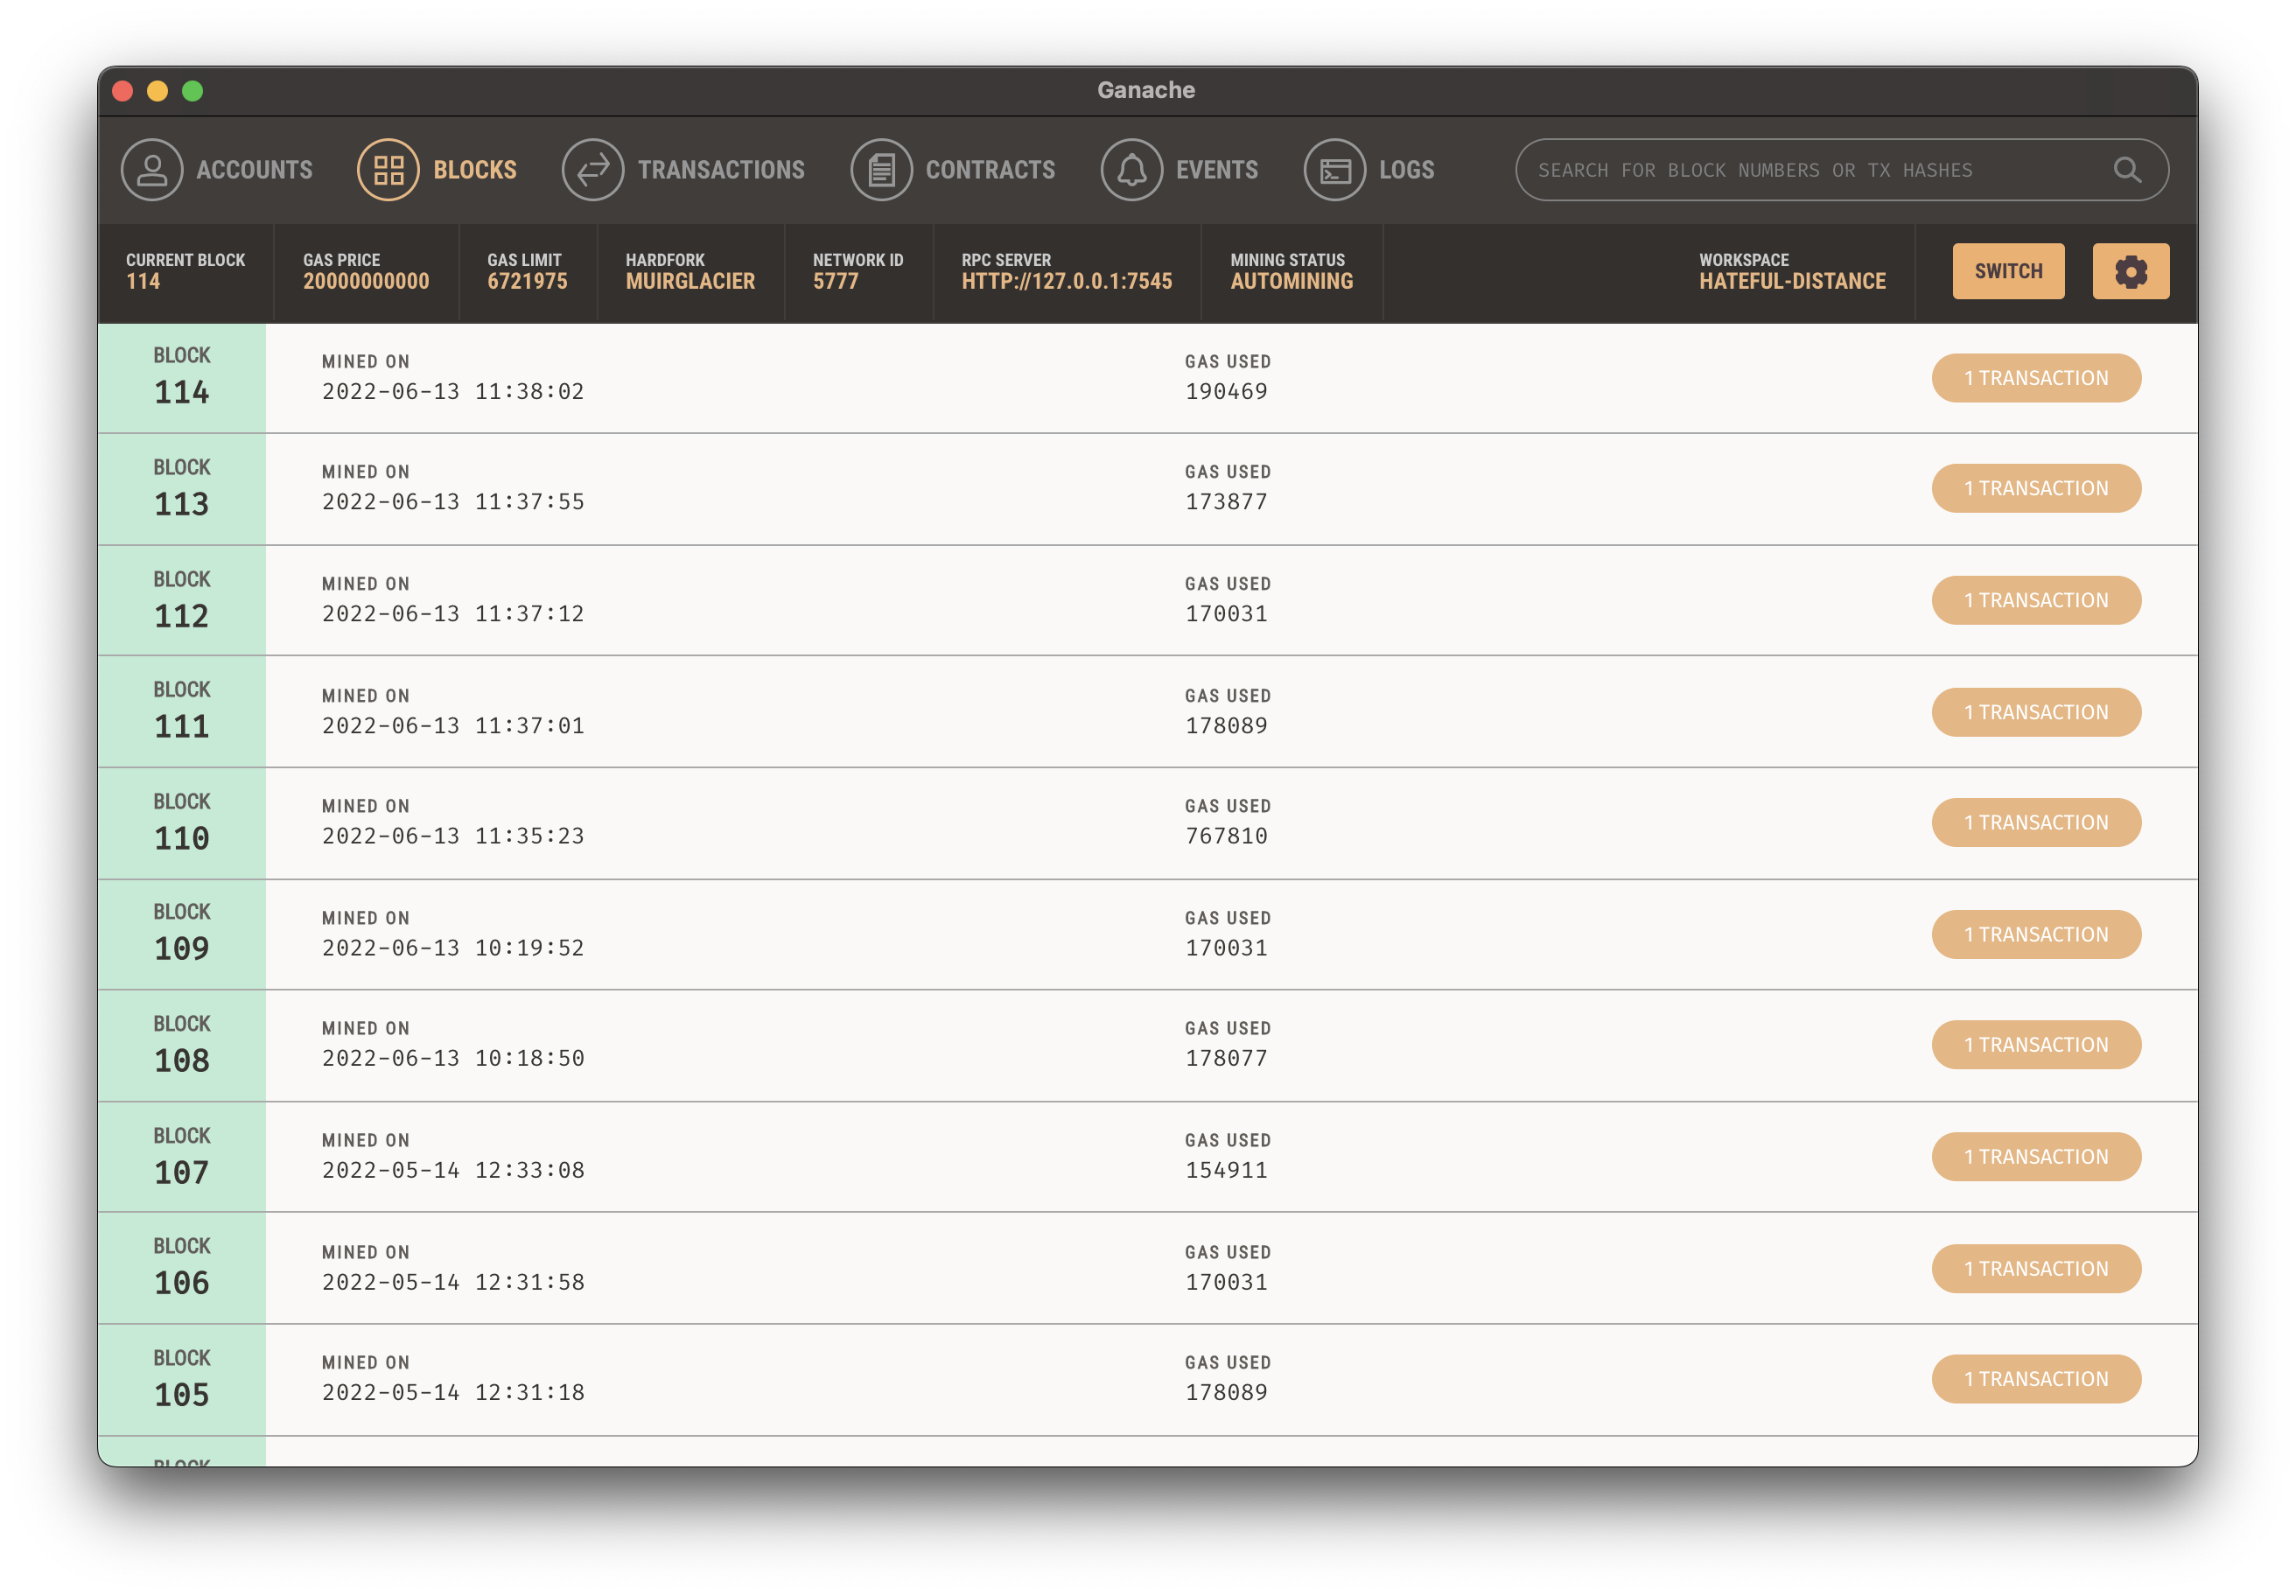 Ganache
ACCOUNTS BLOCKS TRANSACTIONS CONTRACTS EVENTS LOGS SEARCH FOR BLOCK NUMBERS OR TX HASHES
CURRENT BLOCK GAS PRICE GAS LIMIT HARDFORK NETWORK ID RPC SERVER MINING STATUS WORKSPACE
114 20000000000 6721975 MUIRGLACIER 5777 HTTP://127.0.0.1:7545 AUTOMINING HATEFUL-DISTANCE SWITCH
BLOCK MINED ON GAS USED
114 2022-06-13 11:38:02 190469 1 TRANSACTION
BLOCK MINED ON GAS USED
113 2022-06-13 11:37:55 173877 1 TRANSACTION
BLOCK MINED ON GAS USED
112 2022-06-13 11:37:12 170031 1 TRANSACTION
BLOCK MINED ON GAS USED
111 2022-06-13 11:37:01 178089 1 TRANSACTION
BLOCK MINED ON GAS USED
110 2022-06-13 11:35:23 767810 1 TRANSACTION
BLOCK MINED ON GAS USED
109 2022-06-13 10:19:52 170031 1 TRANSACTION
BLOCK MINED ON GAS USED
108 2022-06-13 10:18:50 178077 1 TRANSACTION
BLOCK MINED ON GAS USED
107 2022-05-14 12:33:08 154911 1 TRANSACTION
BLOCK MINED ON GAS USED
106 2022-05-14 12:31:58 170031 1 TRANSACTION
BLOCK MINED ON GAS USED
105 2022-05-14 12:31:18 178089 1 TRANSACTION
BLOCK